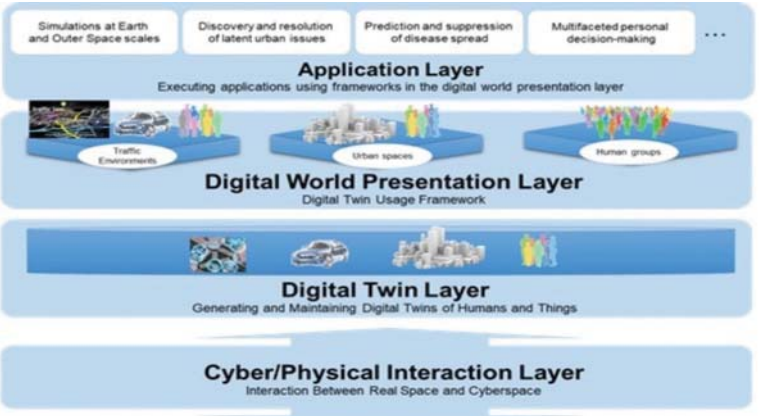 Simulations at Earth
and Outer Space scales
Discovery and resolution
of latent urban issues
Prediction and suppression
of disease spread
Multifaceted personal
decision-making
...
Application Layer
Executing applications using frameworks in the digital world presentation layer
Traffic
Environments
Urban spaces
Human groups
Digital World Presentation Layer
Digital Twin Usage Framework
Digital Twin Layer
Generating and Maintaining Digital Twins of Humans and Things
Cyber/Physical Interaction Layer
Interaction Between Real Space and Cyberspace